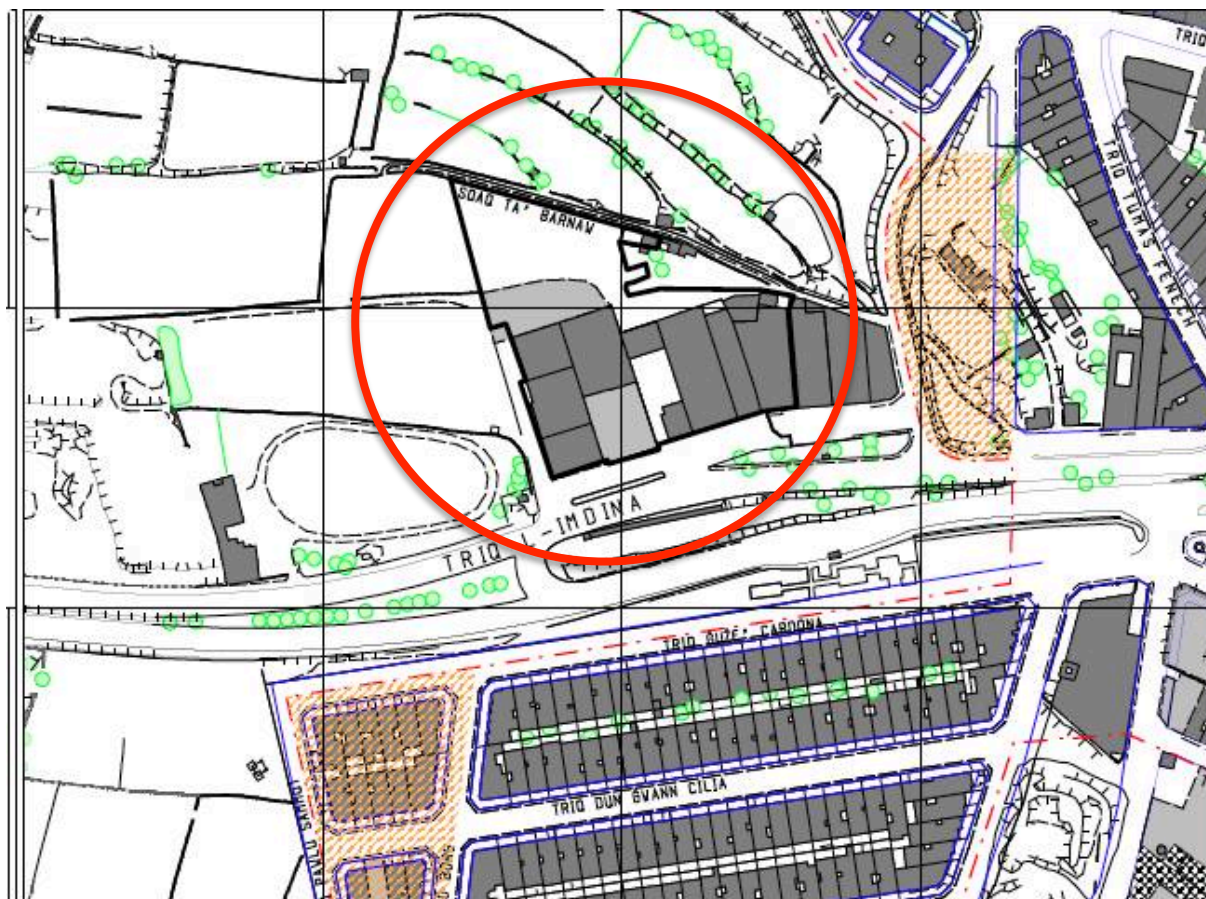 TRIQ
TRIQ TUMAS FENECH
SQAQ TA' BARNAW
TRIQ L-IMDINA
TRIQ GUZE' CARDONA
TRIQ DUN GWANN CILIA